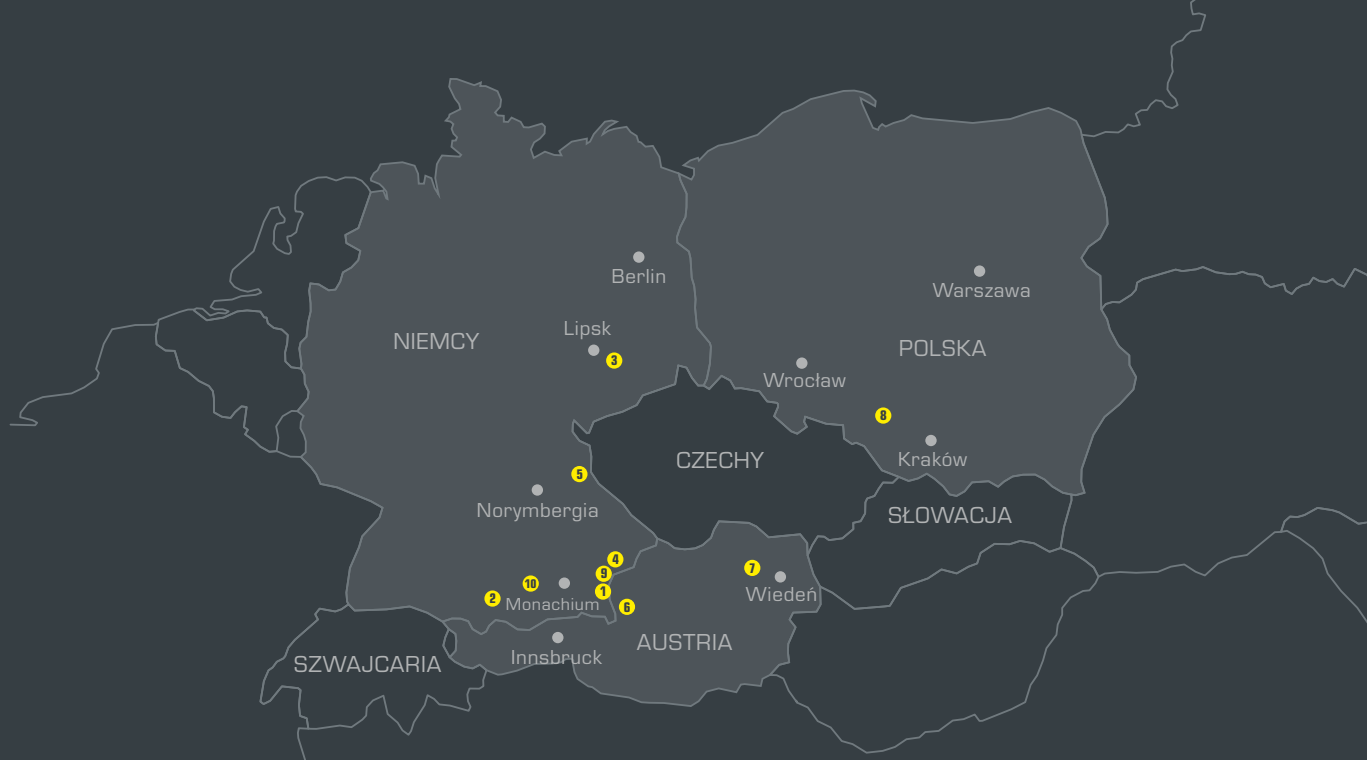 Berlin
Warszawa
Lipsk
NIEMCY
POLSKA
3
Wrocław
8
Kraków
CZECHY
5
Norymbergia
SŁOWACJA
4
7
9
10
1
Wiedeń
2
Monachium
6
AUSTRIA
Innsbruck
SZWAJCARIA